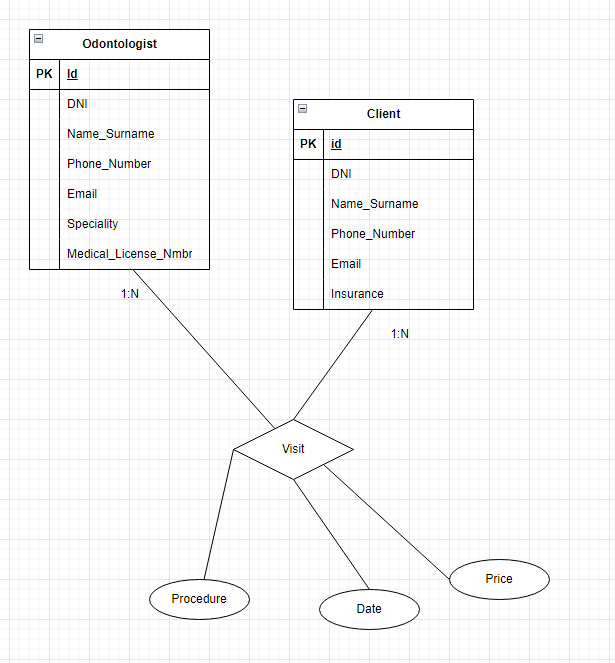 Odontologist
PK Id
DNI
Name_Surname
Phone_Number
Email
Speciality
Medical_License_Nmbr
1:N
Client
PK id
DNI
Name_Surname
Phone_Number
Email
Insurance
1:N
Visit
Procedure
Date
Price